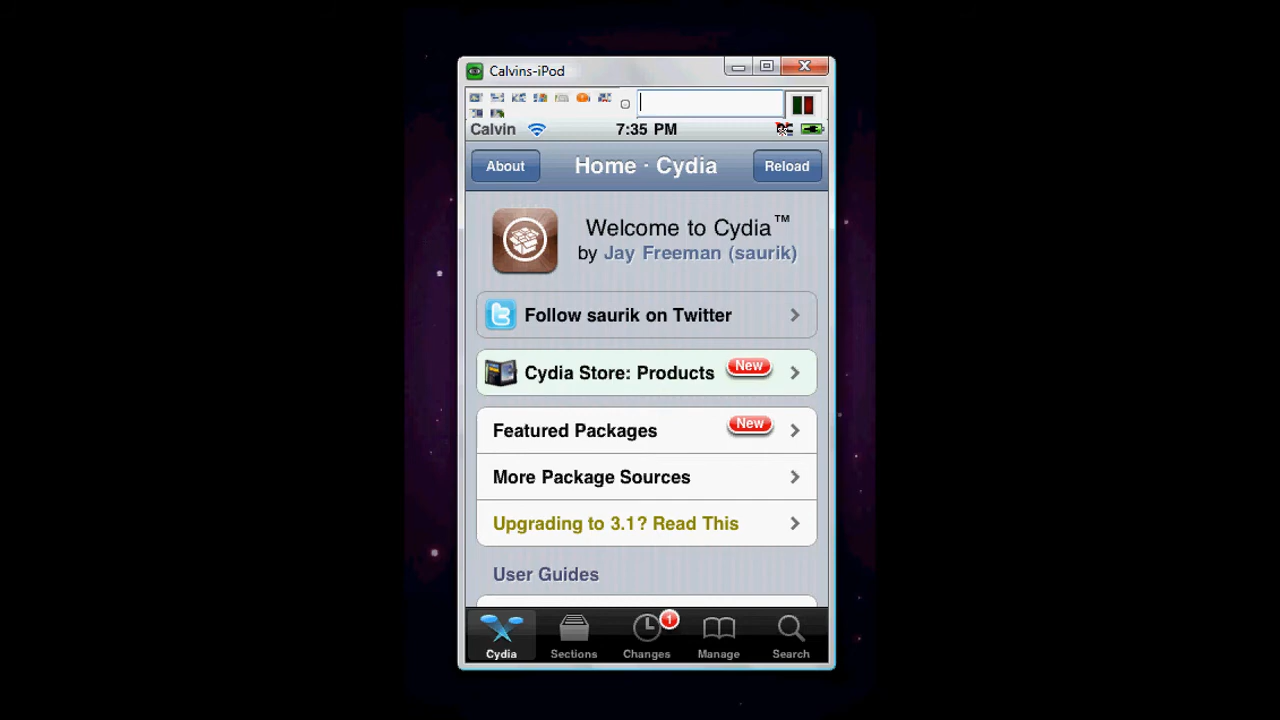 Calvins-iPod
Calvin 7:35 PM
About Home · Cydia Reload
Welcome to Cydia™
by Jay Freeman (saurik)
Follow saurik on Twitter
Cydia Store: Products New
Featured Packages New
More Package Sources
Upgrading to 3.1? Read This
User Guides
1
Cydia Sections Changes Manage Search